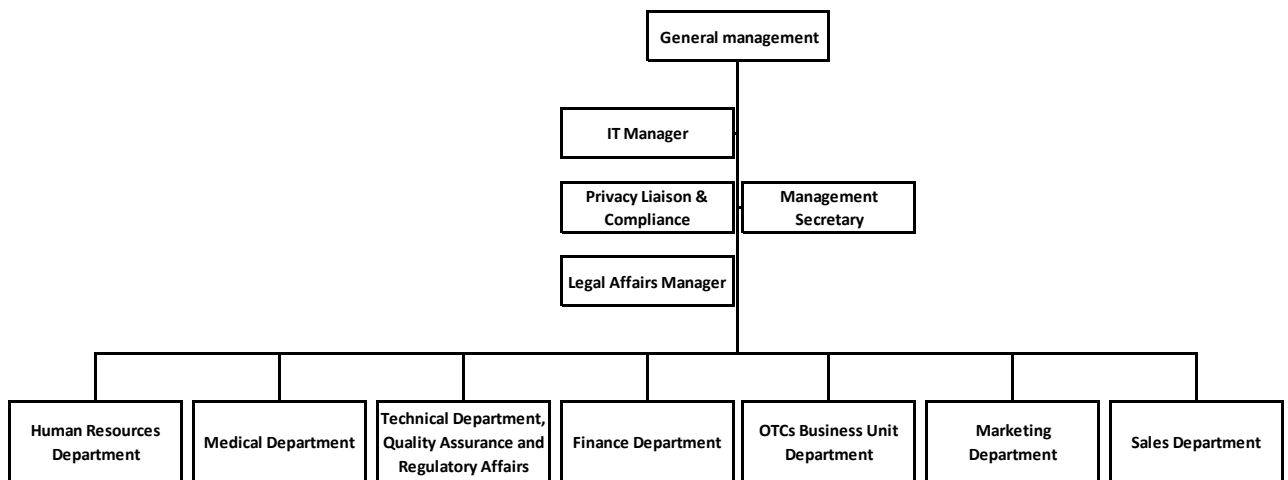 General management
IT Manager
Privacy Liaison &
Compliance
Management
Secretary
Legal Affairs Manager
Human Resources
Department
Medical Department
Technical Department,
Quality Assurance and
Regulatory Affairs
Finance Department
OTCs Business Unit
Department
Marketing
Department
Sales Department